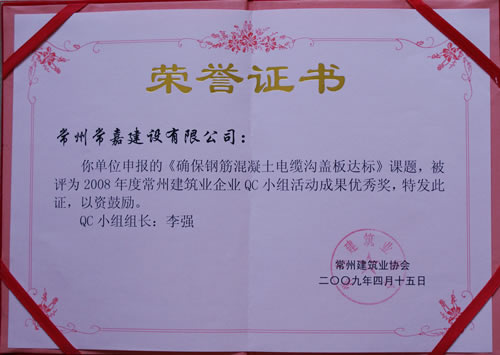 荣誉证书
常州常嘉建设有限公司：
你单位申报的《确保钢筋混凝土电缆沟盖板达标》课题，被
评为2008年度常州建筑业企业QC小组活动成果优秀奖，特发此
证，以资鼓励。
QC小组组长：李强
建筑业
常州建筑业协会
二〇〇九年四月十五日